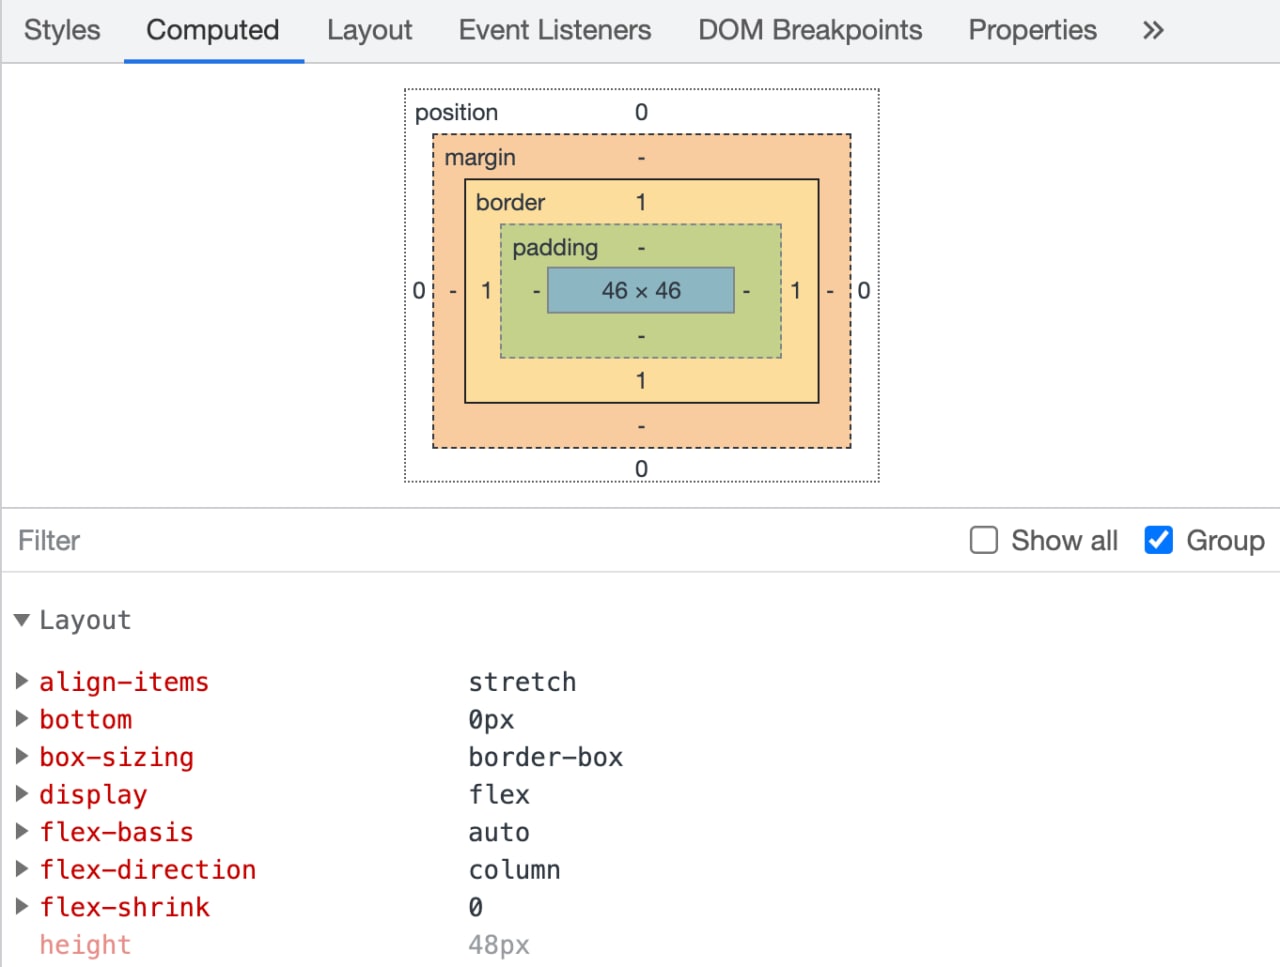 Styles Computed Layout Event Listeners DOM Breakpoints Properties »
position 0
margin -
border 1
padding -
0 - 1 - 46 × 46 - 1 - 0
-
1
-
0
Filter Show all Group
Layout
align-items stretch
bottom 0px
box-sizing border-box
display flex
flex-basis auto
flex-direction column
flex-shrink 0
height 48px